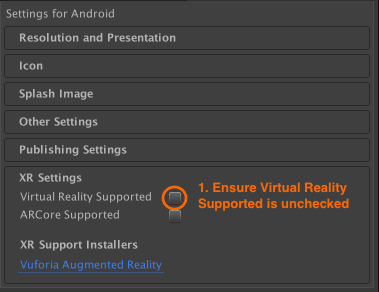 Settings for Android
Resolution and Presentation
Icon
Splash Image
Other Settings
Publishing Settings
XR Settings
Virtual Reality Supported
ARCore Supported
1. Ensure Virtual Reality
Supported is unchecked
XR Support Installers
Vuforia Augmented Reality